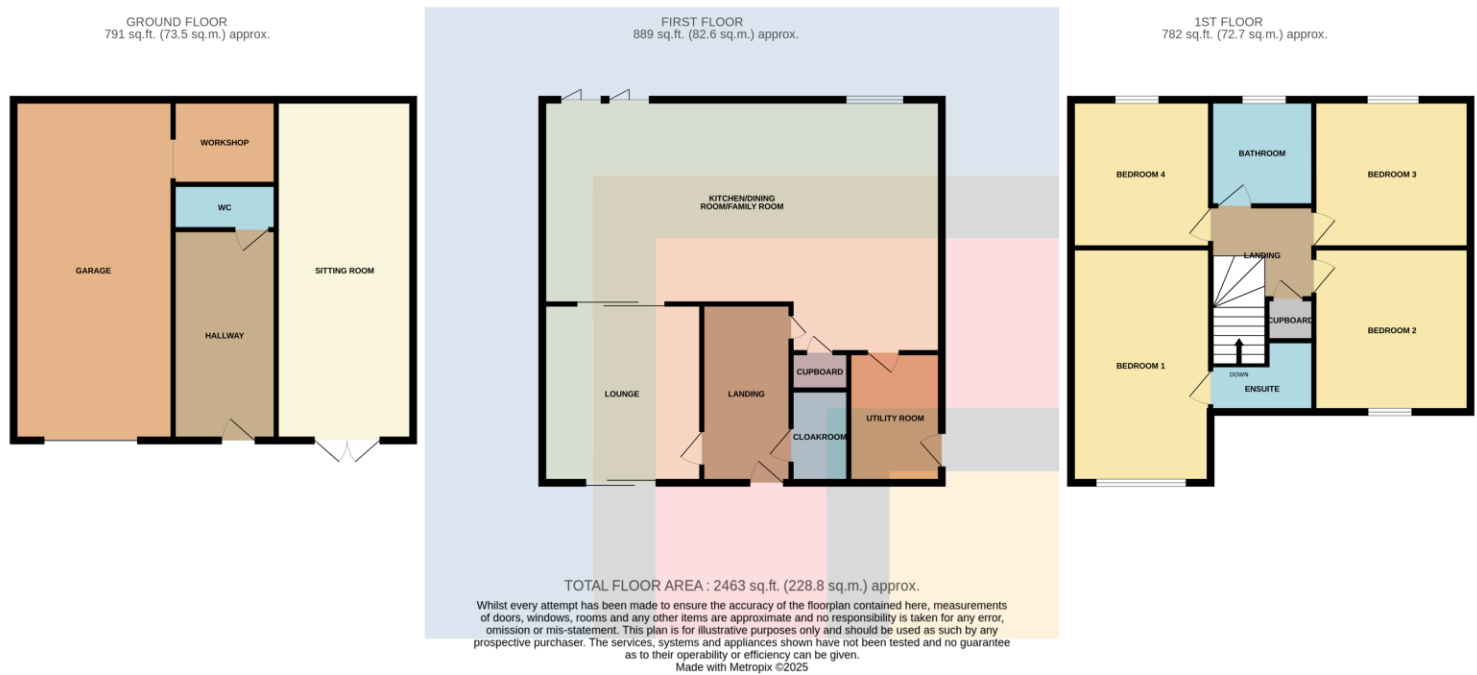 GROUND FLOOR
791 sq.ft. (73.5 sq.m.) approx.
GARAGE
WORKSHOP
WC
HALLWAY
SITTING ROOM
FIRST FLOOR
889 sq.ft. (82.6 sq.m.) approx.
KITCHEN/DINING
ROOM/FAMILY ROOM
LOUNGE
LANDING
CUPBOARD
CLOAKROOM
UTILITY ROOM
1ST FLOOR
782 sq.ft. (72.7 sq.m.) approx.
BEDROOM 4
BATHROOM
BEDROOM 3
LANDING
CUPBOARD
BEDROOM 2
BEDROOM 1
DOWN
ENSUITE
TOTAL FLOOR AREA : 2463 sq.ft. (228.8 sq.m.) approx.
Whilst every attempt has been made to ensure the accuracy of the floorplan contained here, measurements
of doors, windows, rooms and any other items are approximate and no responsibility is taken for any error,
omission or mis-statement. This plan is for illustrative purposes only and should be used as such by any
prospective purchaser. The services, systems and appliances shown have not been tested and no guarantee
as to their operability or efficiency can be given.
Made with Metropix ©2025